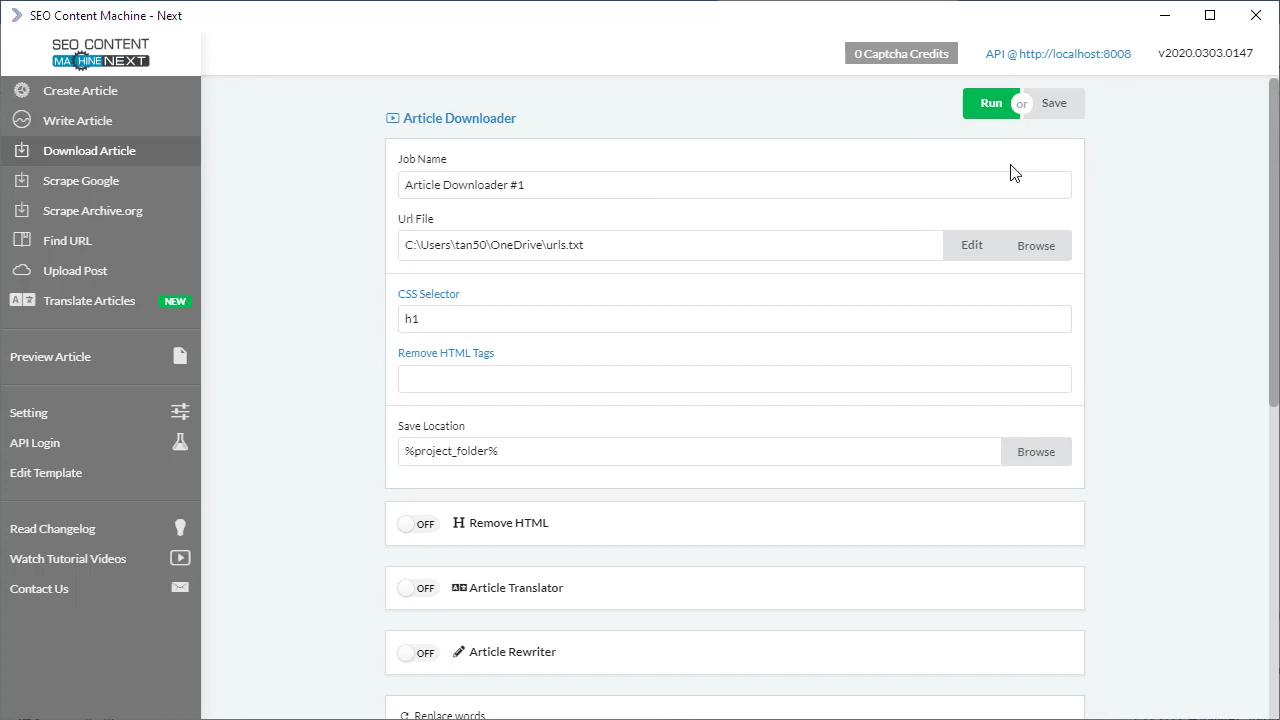 SEO Content Machine - Next
SEO CONTENT
MACHINE NEXT
0 Captcha Credits
API @ http://localhost:8008
v2020.0303.0147
Create Article
Write Article
Download Article
Scrape Google
Scrape Archive.org
Find URL
Upload Post
Translate Articles NEW
Preview Article
Setting
API Login
Edit Template
Read Changelog
Watch Tutorial Videos
Contact Us
Run or Save
Article Downloader
Job Name
Article Downloader #1
Url File
C:\Users\tan50\OneDrive\urls.txt
Edit Browse
CSS Selector
h1
Remove HTML Tags
Save Location
%project_folder%
Browse
OFF H Remove HTML
OFF Article Translator
OFF Article Rewriter
Replace words